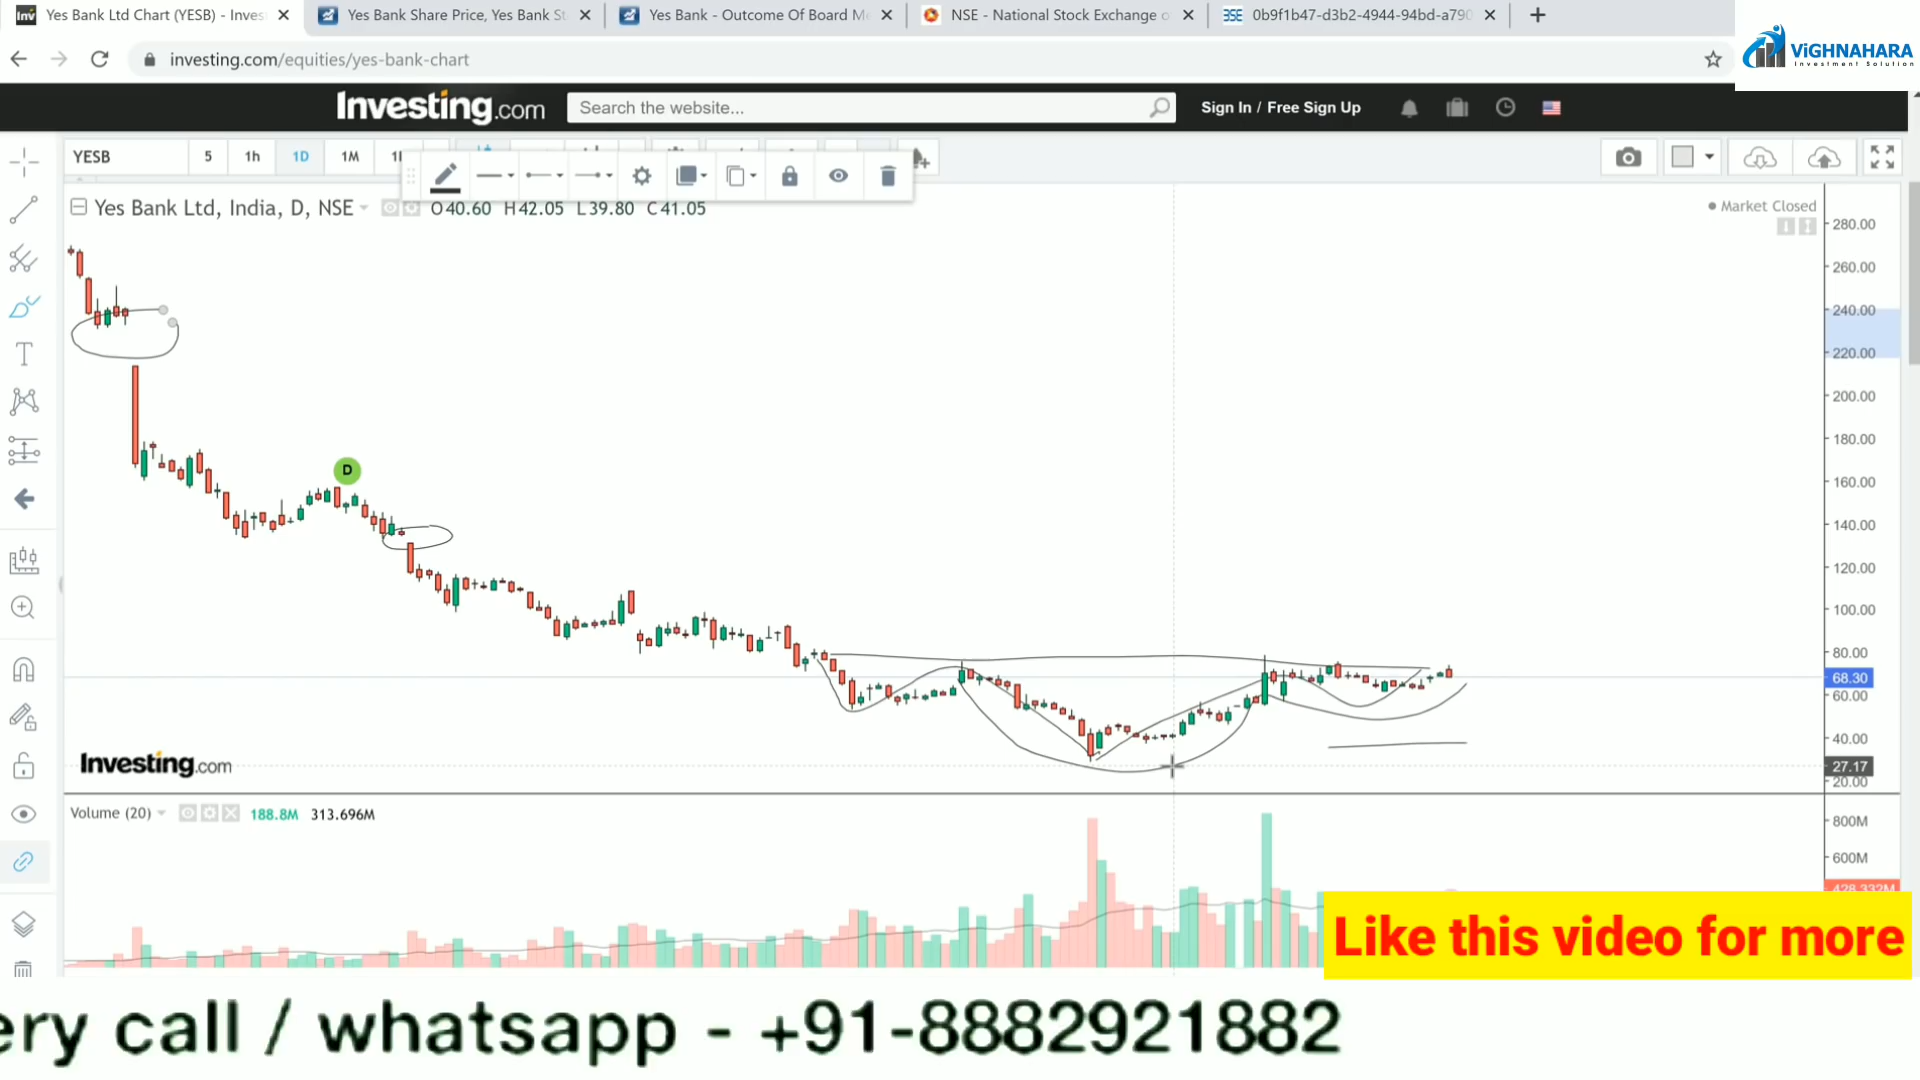 Yes Bank Ltd Chart (YESB) - Inves
Yes Bank Share Price, Yes Bank St
Yes Bank - Outcome Of Board Me
NSE - National Stock Exchange o
0b9f1b47-d3b2-4944-94bd-a790
investing.com/equities/yes-bank-chart
ViGHNAHARA
Investment Solution
Investing.com
Search the website...
Sign In / Free Sign Up
YESB
5
1h
1D
1M
Yes Bank Ltd, India, D, NSE
O40.60 H42.05 L39.80 C41.05
Market Closed
280.00
260.00
240.00
220.00
200.00
180.00
160.00
D
140.00
120.00
100.00
80.00
68.30
60.00
40.00
27.17
20.00
Investing.com
Volume (20)
188.8M 313.696M
800M
600M
428.332M
Like this video for more
ery call / whatsapp - +91-8882921882